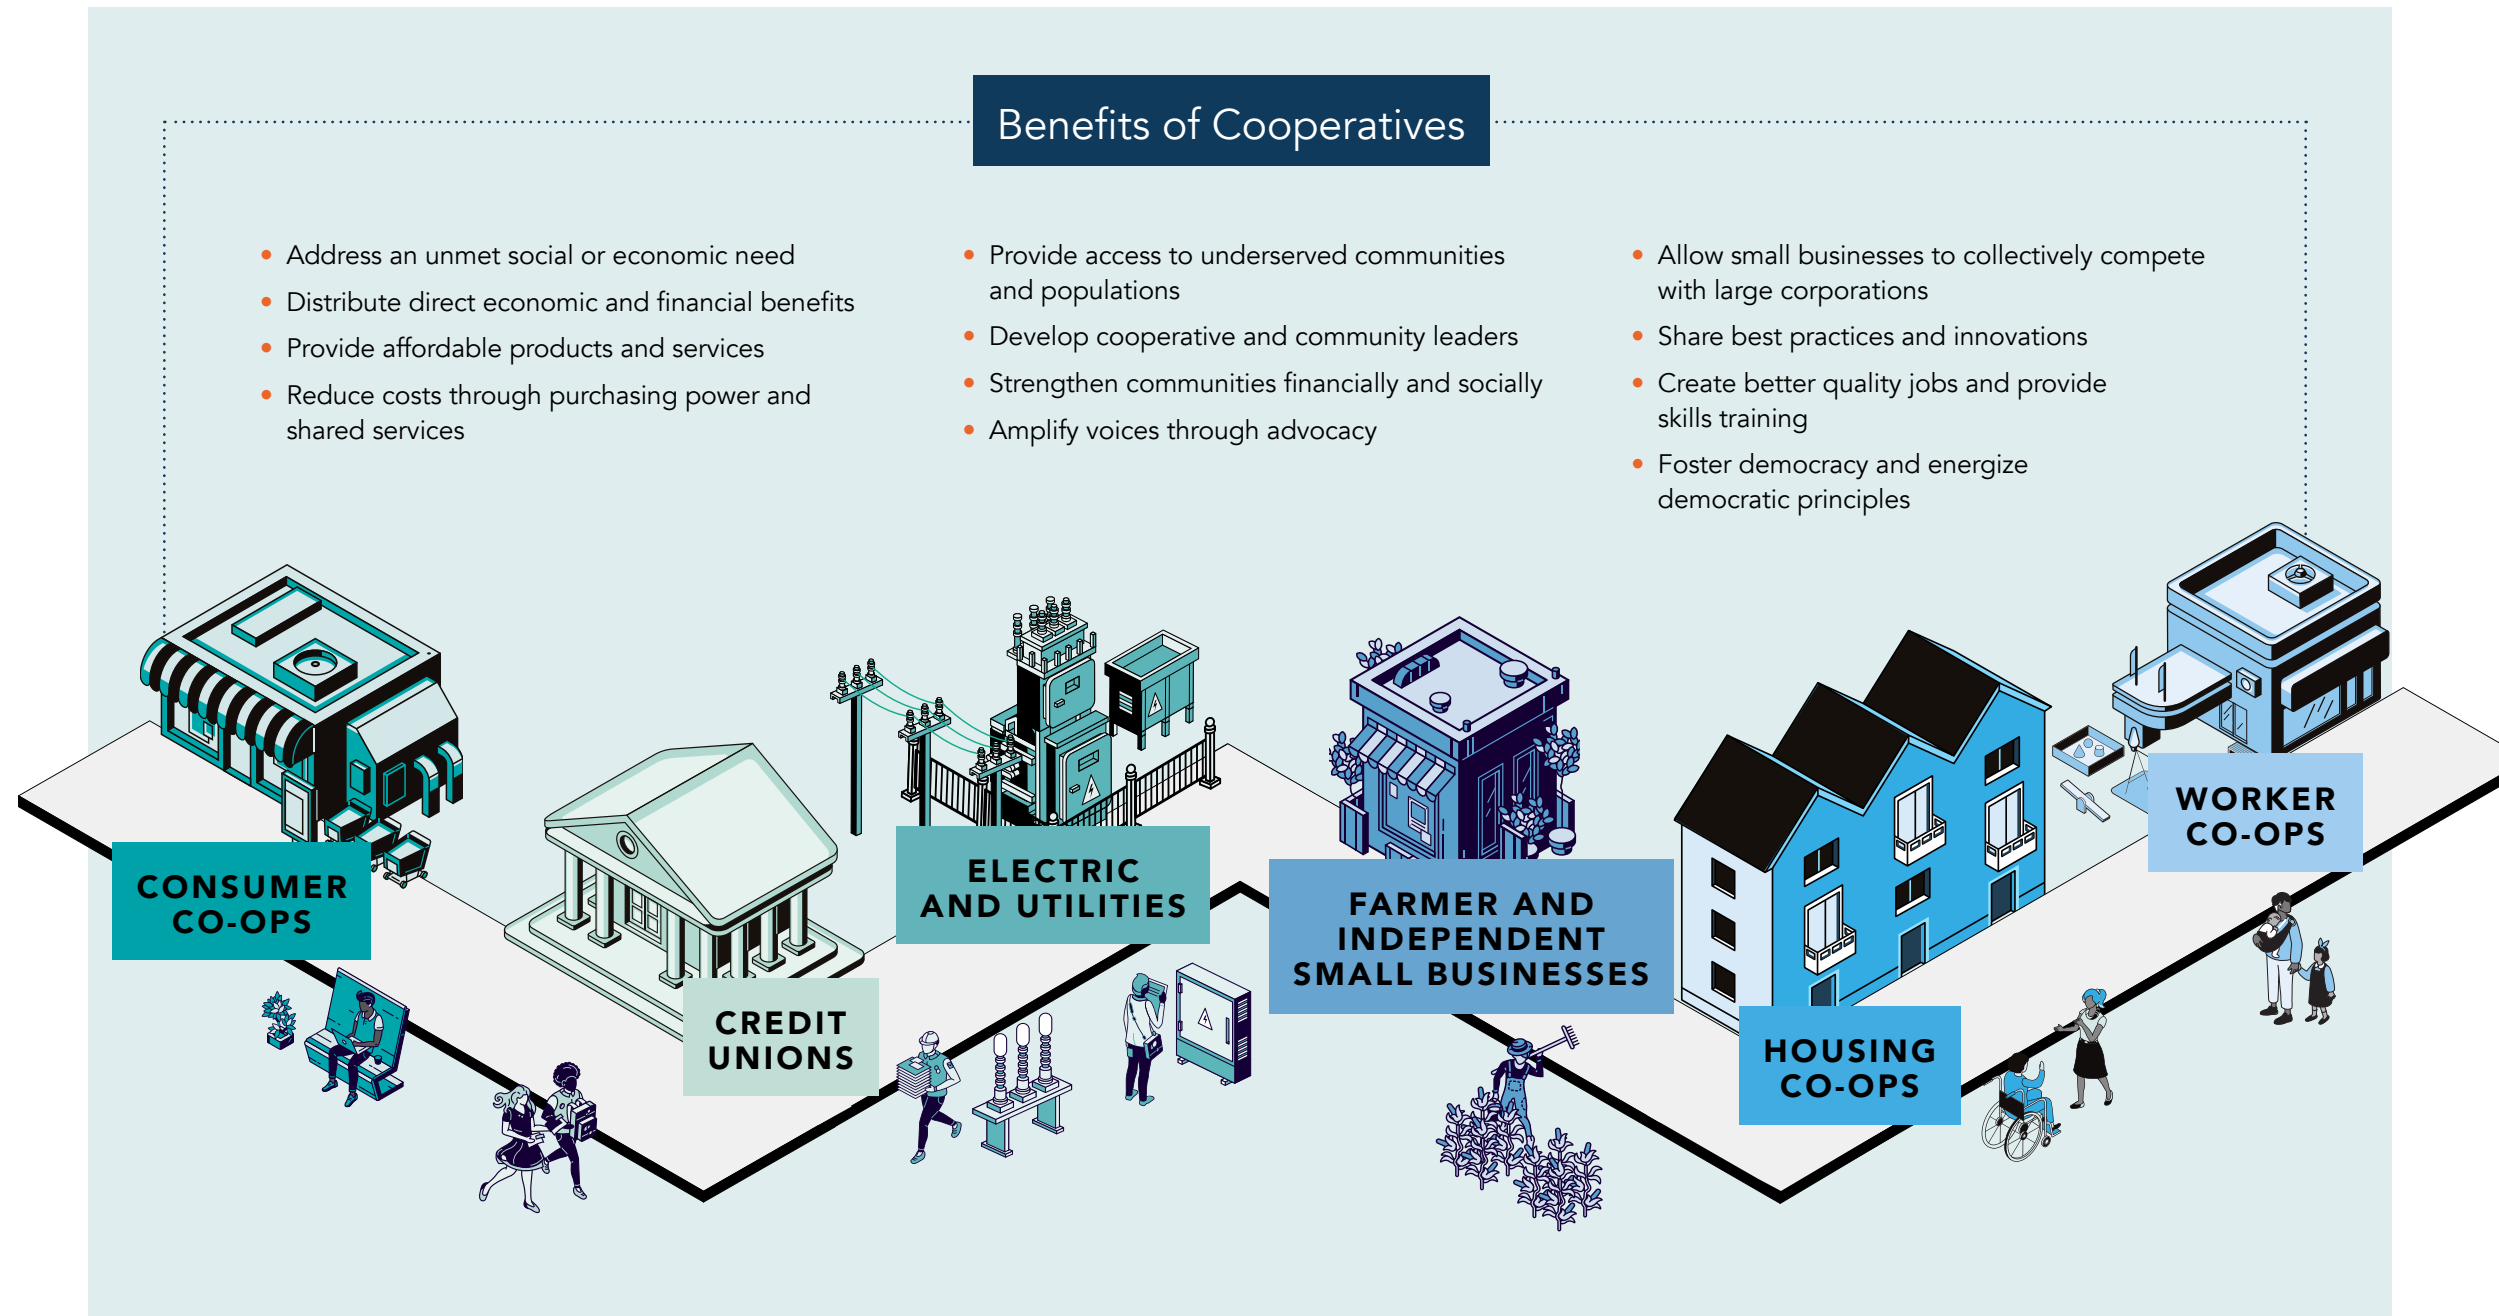 Benefits of Cooperatives
• Address an unmet social or economic need
• Distribute direct economic and financial benefits
• Provide affordable products and services
• Reduce costs through purchasing power and
shared services
• Provide access to underserved communities
and populations
• Develop cooperative and community leaders
• Strengthen communities financially and socially
• Amplify voices through advocacy
• Allow small businesses to collectively compete
with large corporations
• Share best practices and innovations
• Create better quality jobs and provide
skills training
• Foster democracy and energize
democratic principles
CONSUMER
CO-OPS
CREDIT
UNIONS
ELECTRIC
AND UTILITIES
FARMER AND
INDEPENDENT
SMALL BUSINESSES
HOUSING
CO-OPS
WORKER
CO-OPS